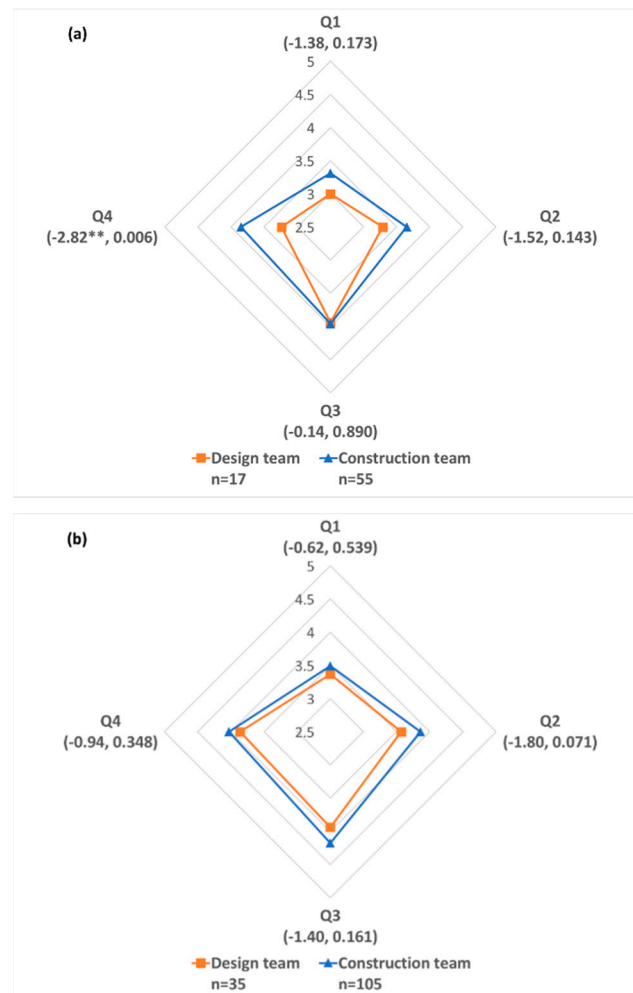 (a)
Q1
(-1.38, 0.173)
5
4.5
4
3.5
3
2.5
Q4
(-2.82**, 0.006)
Q2
(-1.52, 0.143)
Q3
(-0.14, 0.890)
Design team n=17
Construction team n=55
(b)
Q1
(-0.62, 0.539)
5
4.5
4
3.5
3
2.5
Q4
(-0.94, 0.348)
Q2
(-1.80, 0.071)
Q3
(-1.40, 0.161)
Design team n=35
Construction team n=105